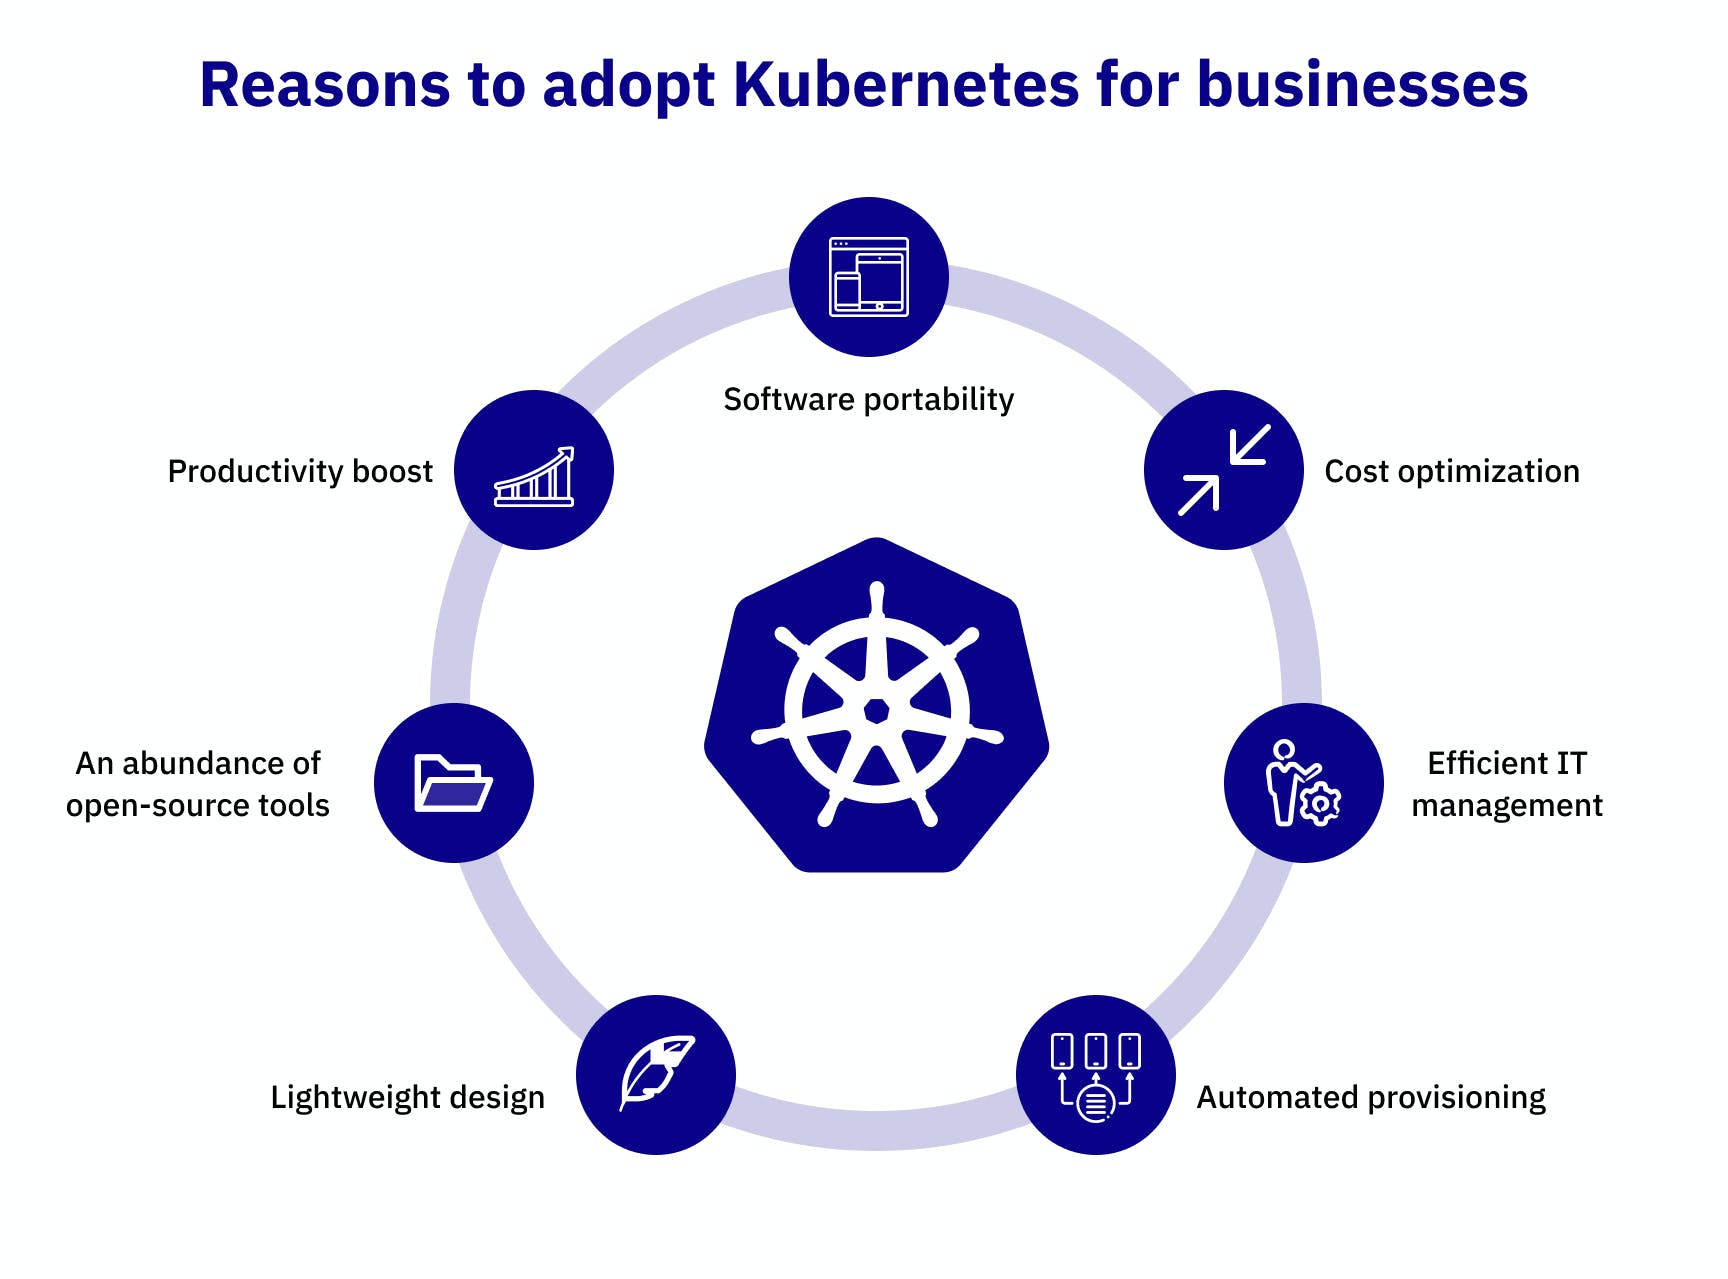 Reasons to adopt Kubernetes for businesses
Software portability
Productivity boost
Cost optimization
An abundance of
open-source tools
Efficient IT
management
Lightweight design
Automated provisioning